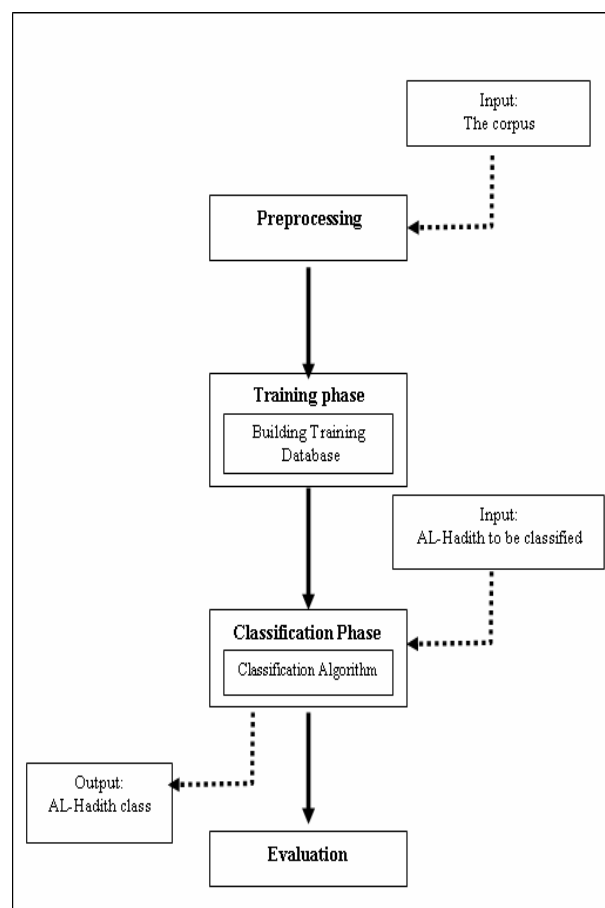 Input:
The corpus
Preprocessing
Training phase
Building Training
Database
Input:
AL-Hadith to be classified
Classification Phase
Classification Algorithm
Output:
AL-Hadith class
Evaluation